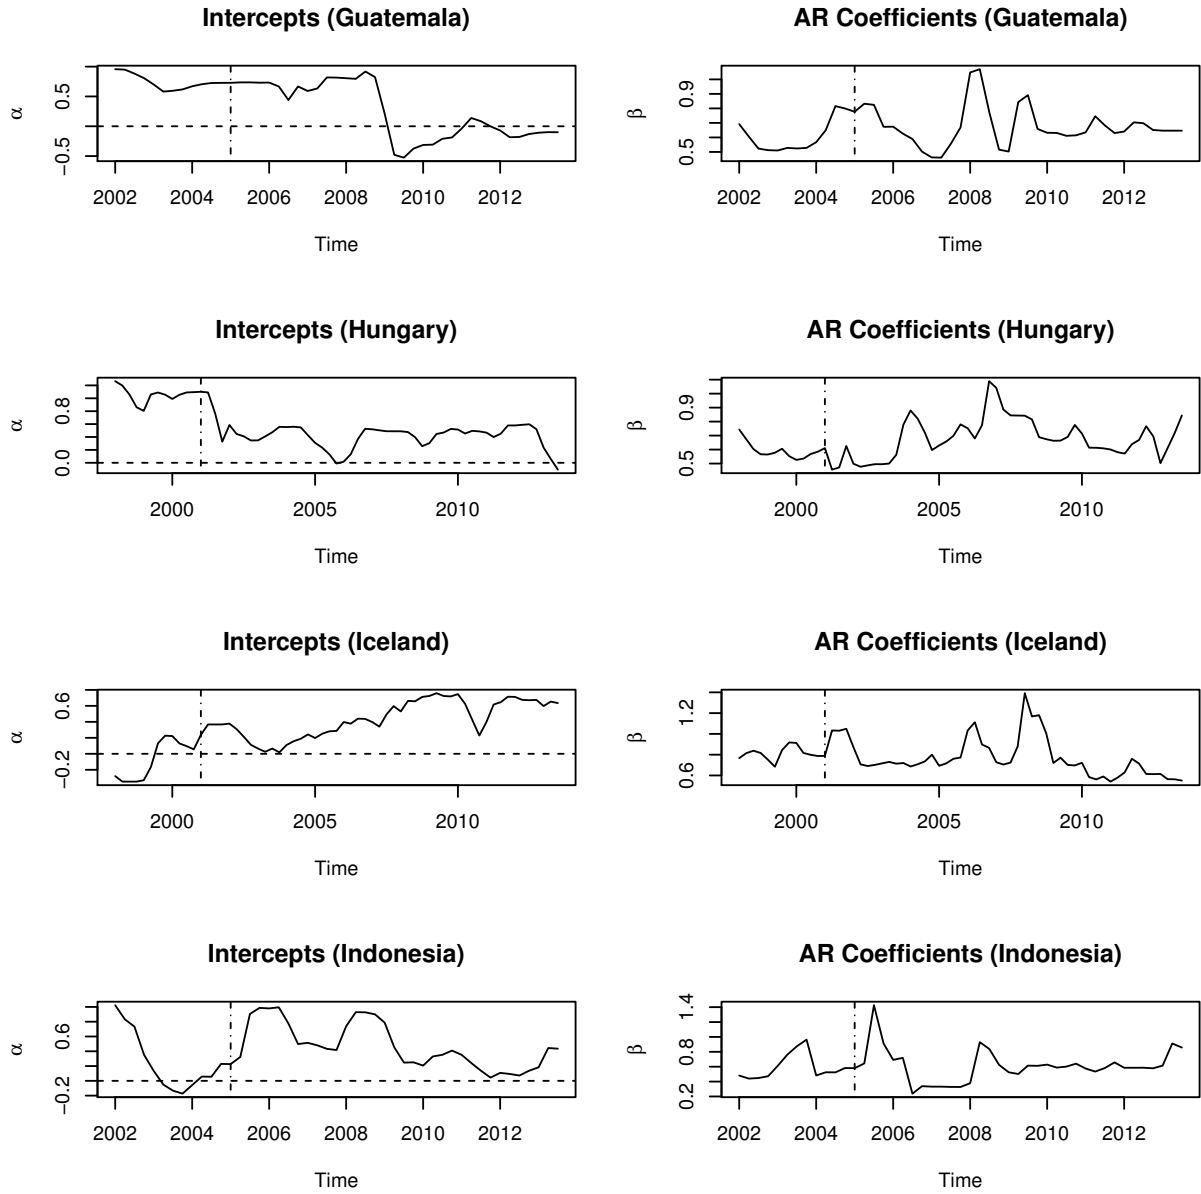 Intercepts (Guatemala)
α
0.5
−0.5
2002 2004 2006 2008 2010 2012
Time
AR Coefficients (Guatemala)
β
0.9
0.5
2002 2004 2006 2008 2010 2012
Time
Intercepts (Hungary)
α
0.8
0.0
2000 2005 2010
Time
AR Coefficients (Hungary)
β
0.9
0.5
2000 2005 2010
Time
Intercepts (Iceland)
α
0.6
−0.2
2000 2005 2010
Time
AR Coefficients (Iceland)
β
1.2
0.6
2000 2005 2010
Time
Intercepts (Indonesia)
α
0.6
−0.2
2002 2004 2006 2008 2010 2012
Time
AR Coefficients (Indonesia)
β
1.4
0.8
0.2
2002 2004 2006 2008 2010 2012
Time